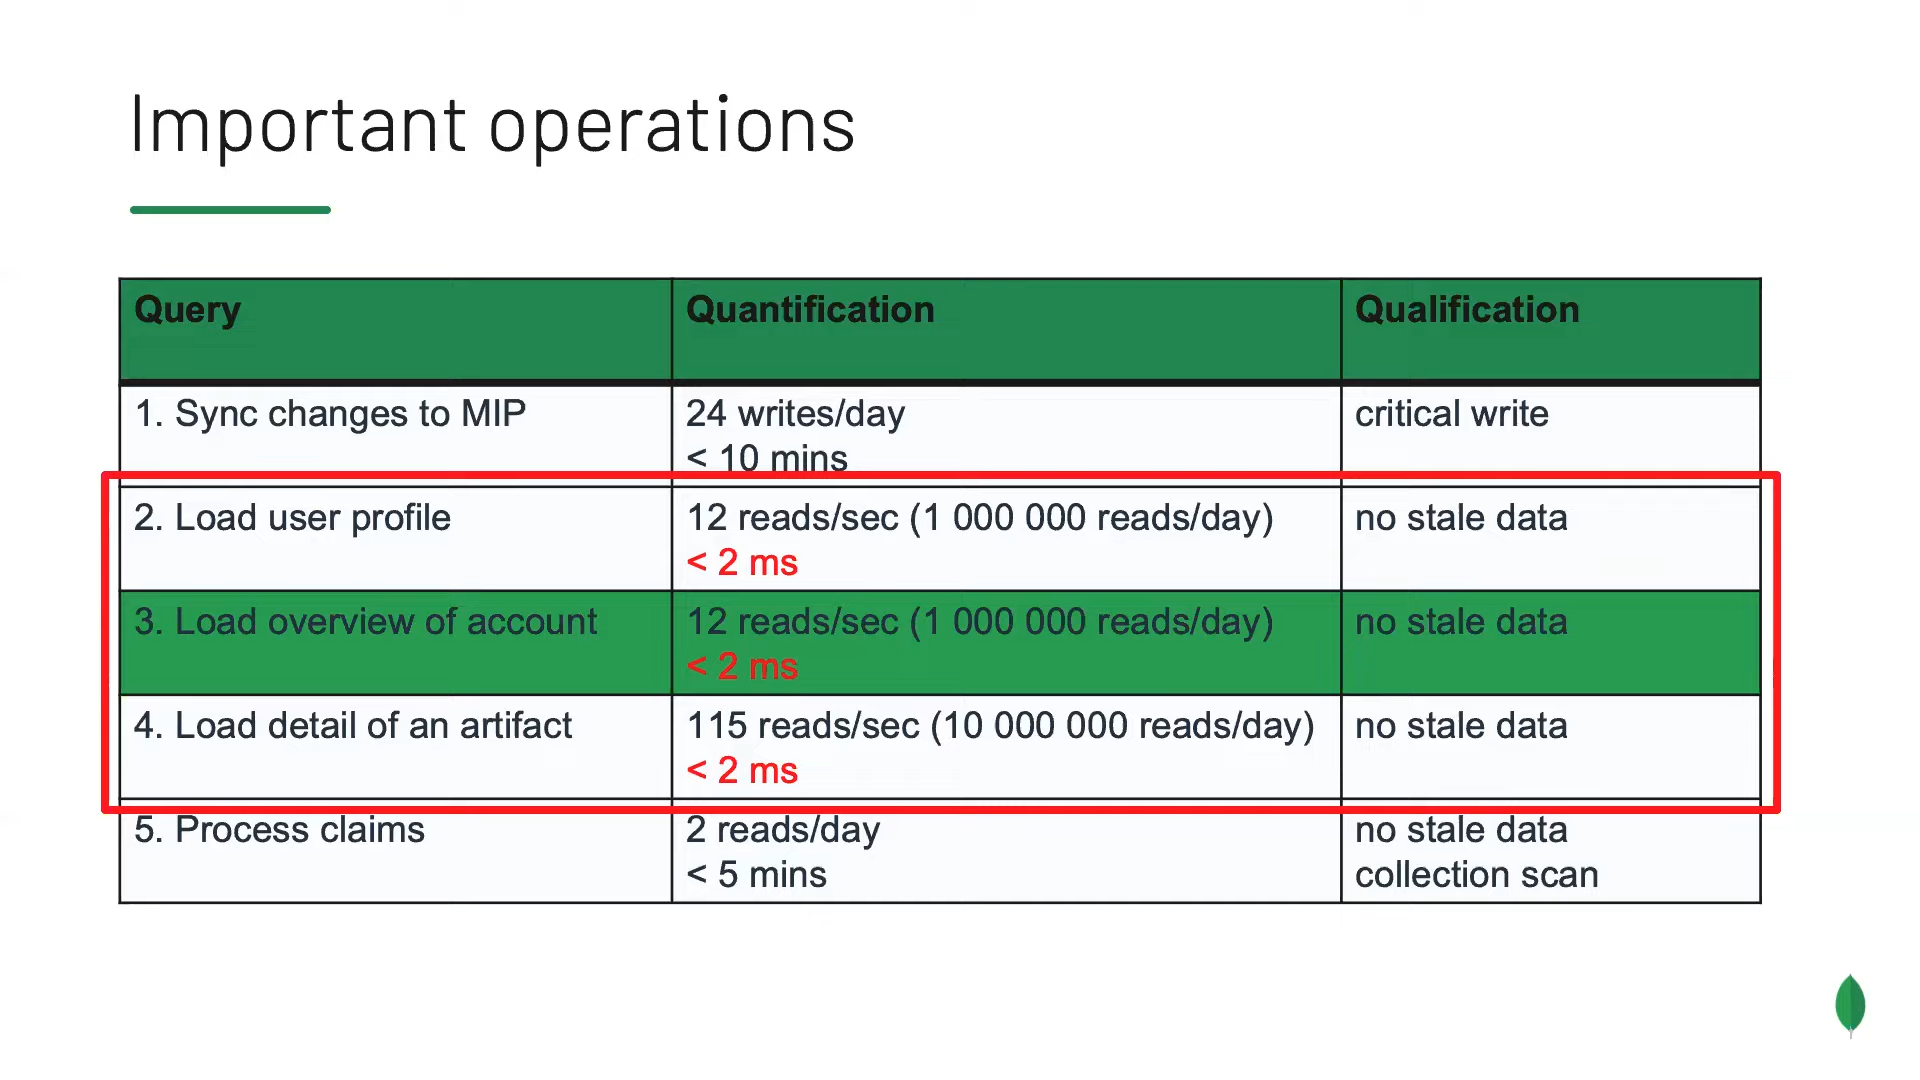 Important operations
Query
Quantification
Qualification
1. Sync changes to MIP
24 writes/day
< 10 mins
critical write
2. Load user profile
12 reads/sec (1 000 000 reads/day)
< 2 ms
no stale data
3. Load overview of account
12 reads/sec (1 000 000 reads/day)
< 2 ms
no stale data
4. Load detail of an artifact
115 reads/sec (10 000 000 reads/day)
< 2 ms
no stale data
5. Process claims
2 reads/day
< 5 mins
no stale data
collection scan